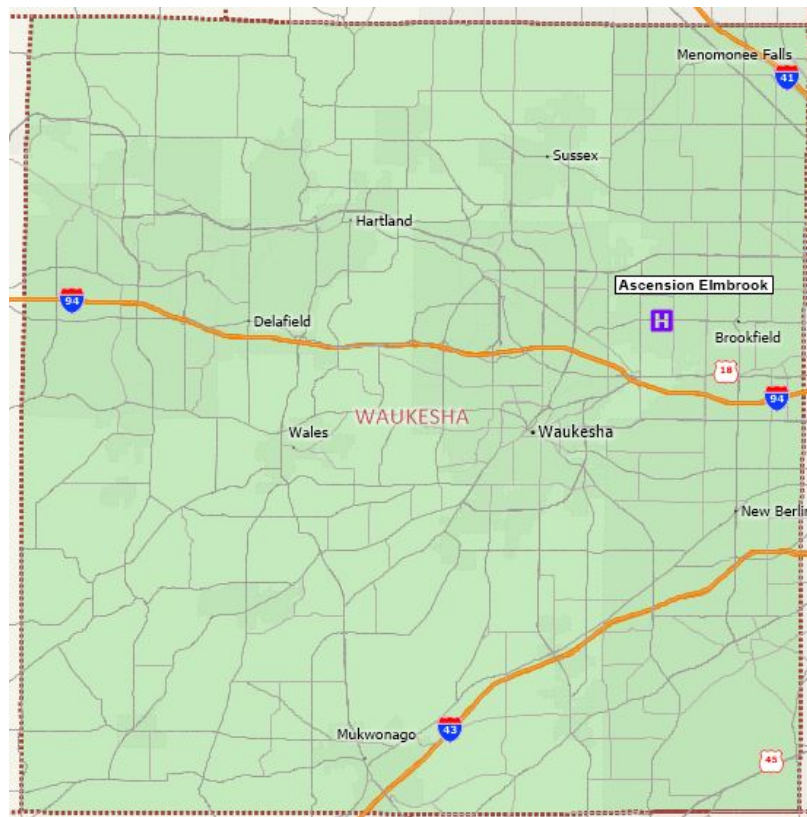 Menomonee Falls
41
Sussex
Hartland
Ascension Elmbrook
94
Delafield
H
Brookfield
18
94
WAUKESHA
Wales
Waukesha
New Berlin
43
Mukwonago
45